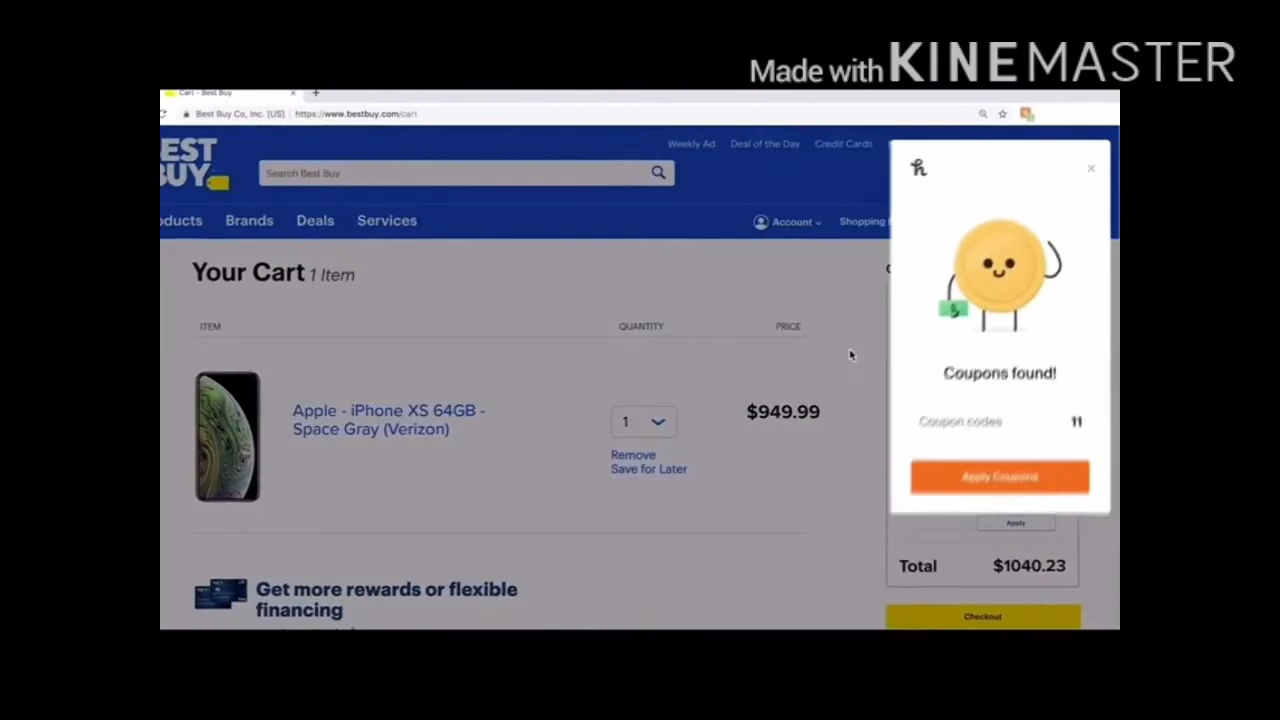 Made with KINEMASTER
Cart - Best Buy
Best Buy Co, Inc. [US] | https://www.bestbuy.com/cart
EST
BUY
Search Best Buy
Weekly Ad Deal of the Day Credit Cards
oducts Brands Deals Services
Account Shopping
Your Cart 1 Item
ITEM QUANTITY PRICE
Apple - iPhone XS 64GB -
Space Gray (Verizon)
1
$949.99
Remove
Save for Later
Get more rewards or flexible
financing
h
Coupons found!
Coupon codes 11
Apply Coupons
Apply
Total $1040.23
Checkout